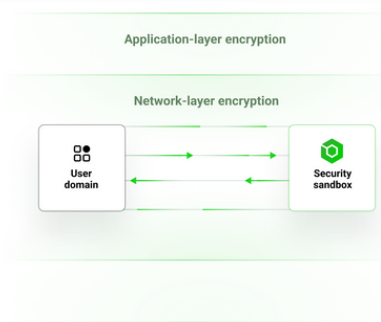 Application-layer encryption
Network-layer encryption
User
domain
Security
sandbox